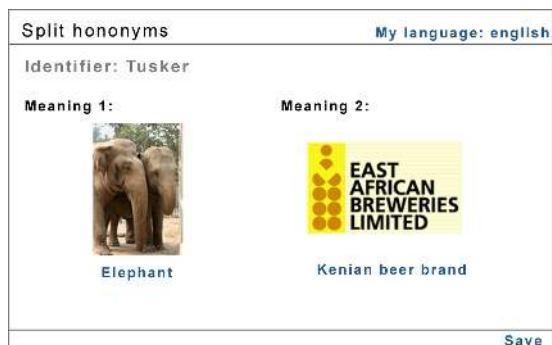 Split hononyms
My language: english
Identifier: Tusker
Meaning 1:
Meaning 2:
EAST
AFRICAN
BREWERIES
LIMITED
Elephant
Kenian beer brand
Save